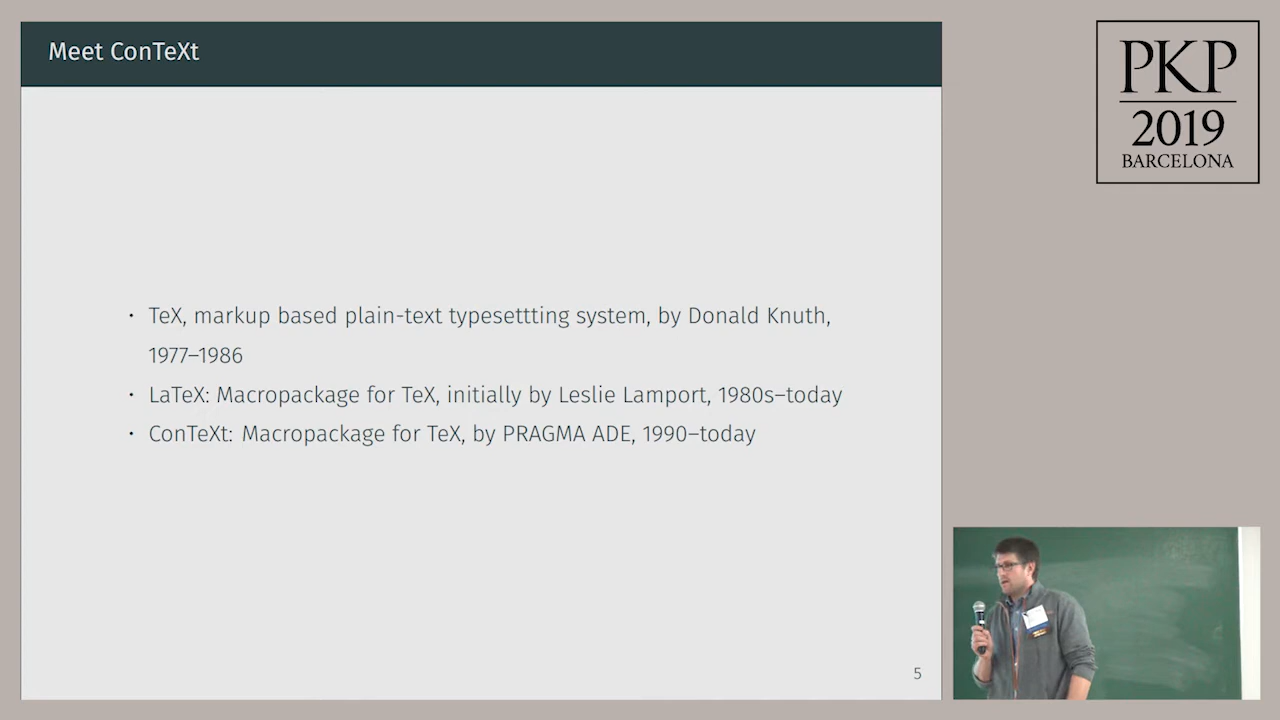 Meet ConTeXt
PKP
2019
BARCELONA
• TeX, markup based plain-text typesettting system, by Donald Knuth,
1977–1986
• LaTeX: Macropackage for TeX, initially by Leslie Lamport, 1980s–today
• ConTeXt: Macropackage for TeX, by PRAGMA ADE, 1990–today
5